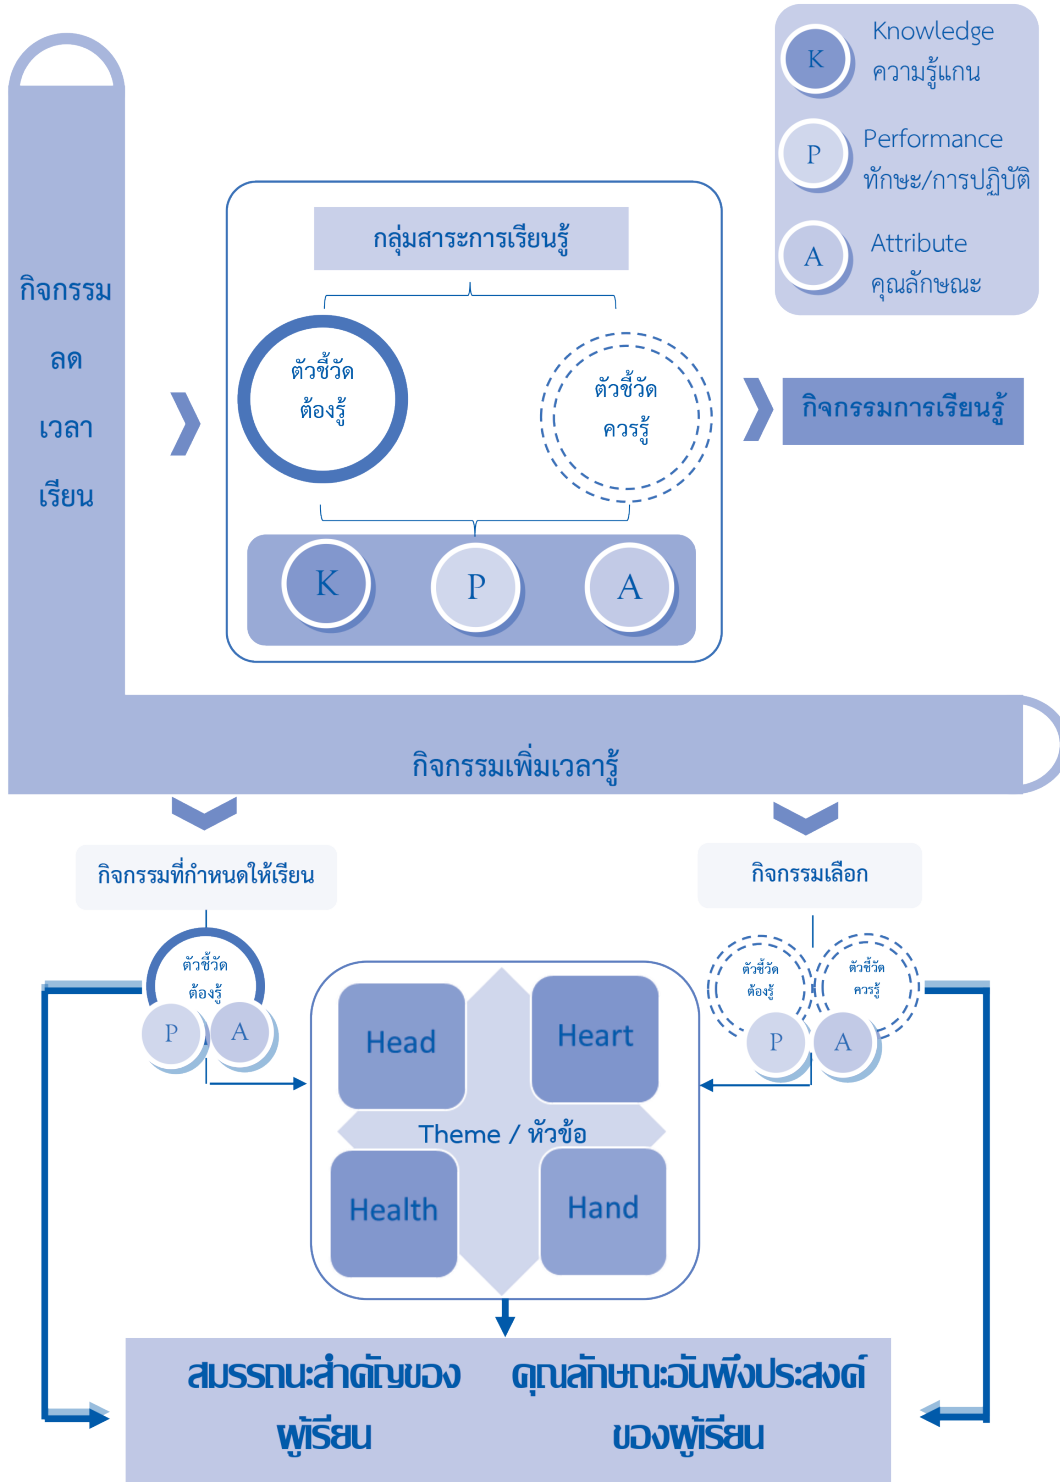 K
Knowledge
ความรู้แกน
P
Performance
ทักษะ/การปฏิบัติ
A
Attribute
คุณลักษณะ
กิจกรรม
ลด
เวลา
เรียน
กลุ่มสาระการเรียนรู้
ตัวชี้วัด
ต้องรู้
ตัวชี้วัด
ควรรู้
K
P
A
กิจกรรมการเรียนรู้
กิจกรรมเพิ่มเวลารู้
กิจกรรมที่กำหนดให้เรียน
ตัวชี้วัด
ต้องรู้
P
A
กิจกรรมเลือก
ตัวชี้วัด
ต้องรู้
ตัวชี้วัด
ควรรู้
P
A
Head
Heart
Theme / หัวข้อ
Health
Hand
สมรรถนะสำคัญของ
ผู้เรียน
คุณลักษณะอันพึงประสงค์
ของผู้เรียน